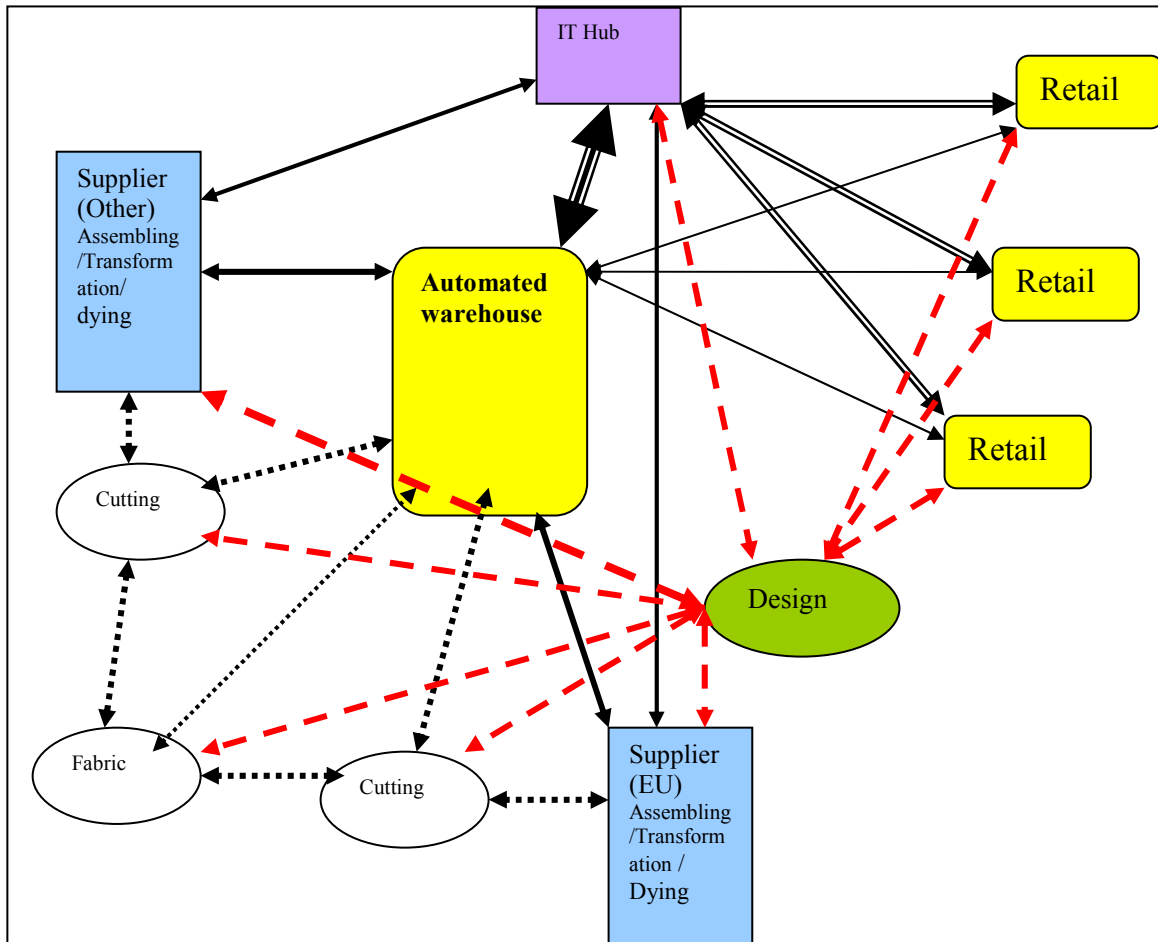 IT Hub
Retail
Supplier
(Other)
Assembling
/Transform
ation/
dying
Automated
warehouse
Retail
Retail
Cutting
Design
Fabric
Cutting
Supplier
(EU)
Assembling
/Transform
ation /
Dying